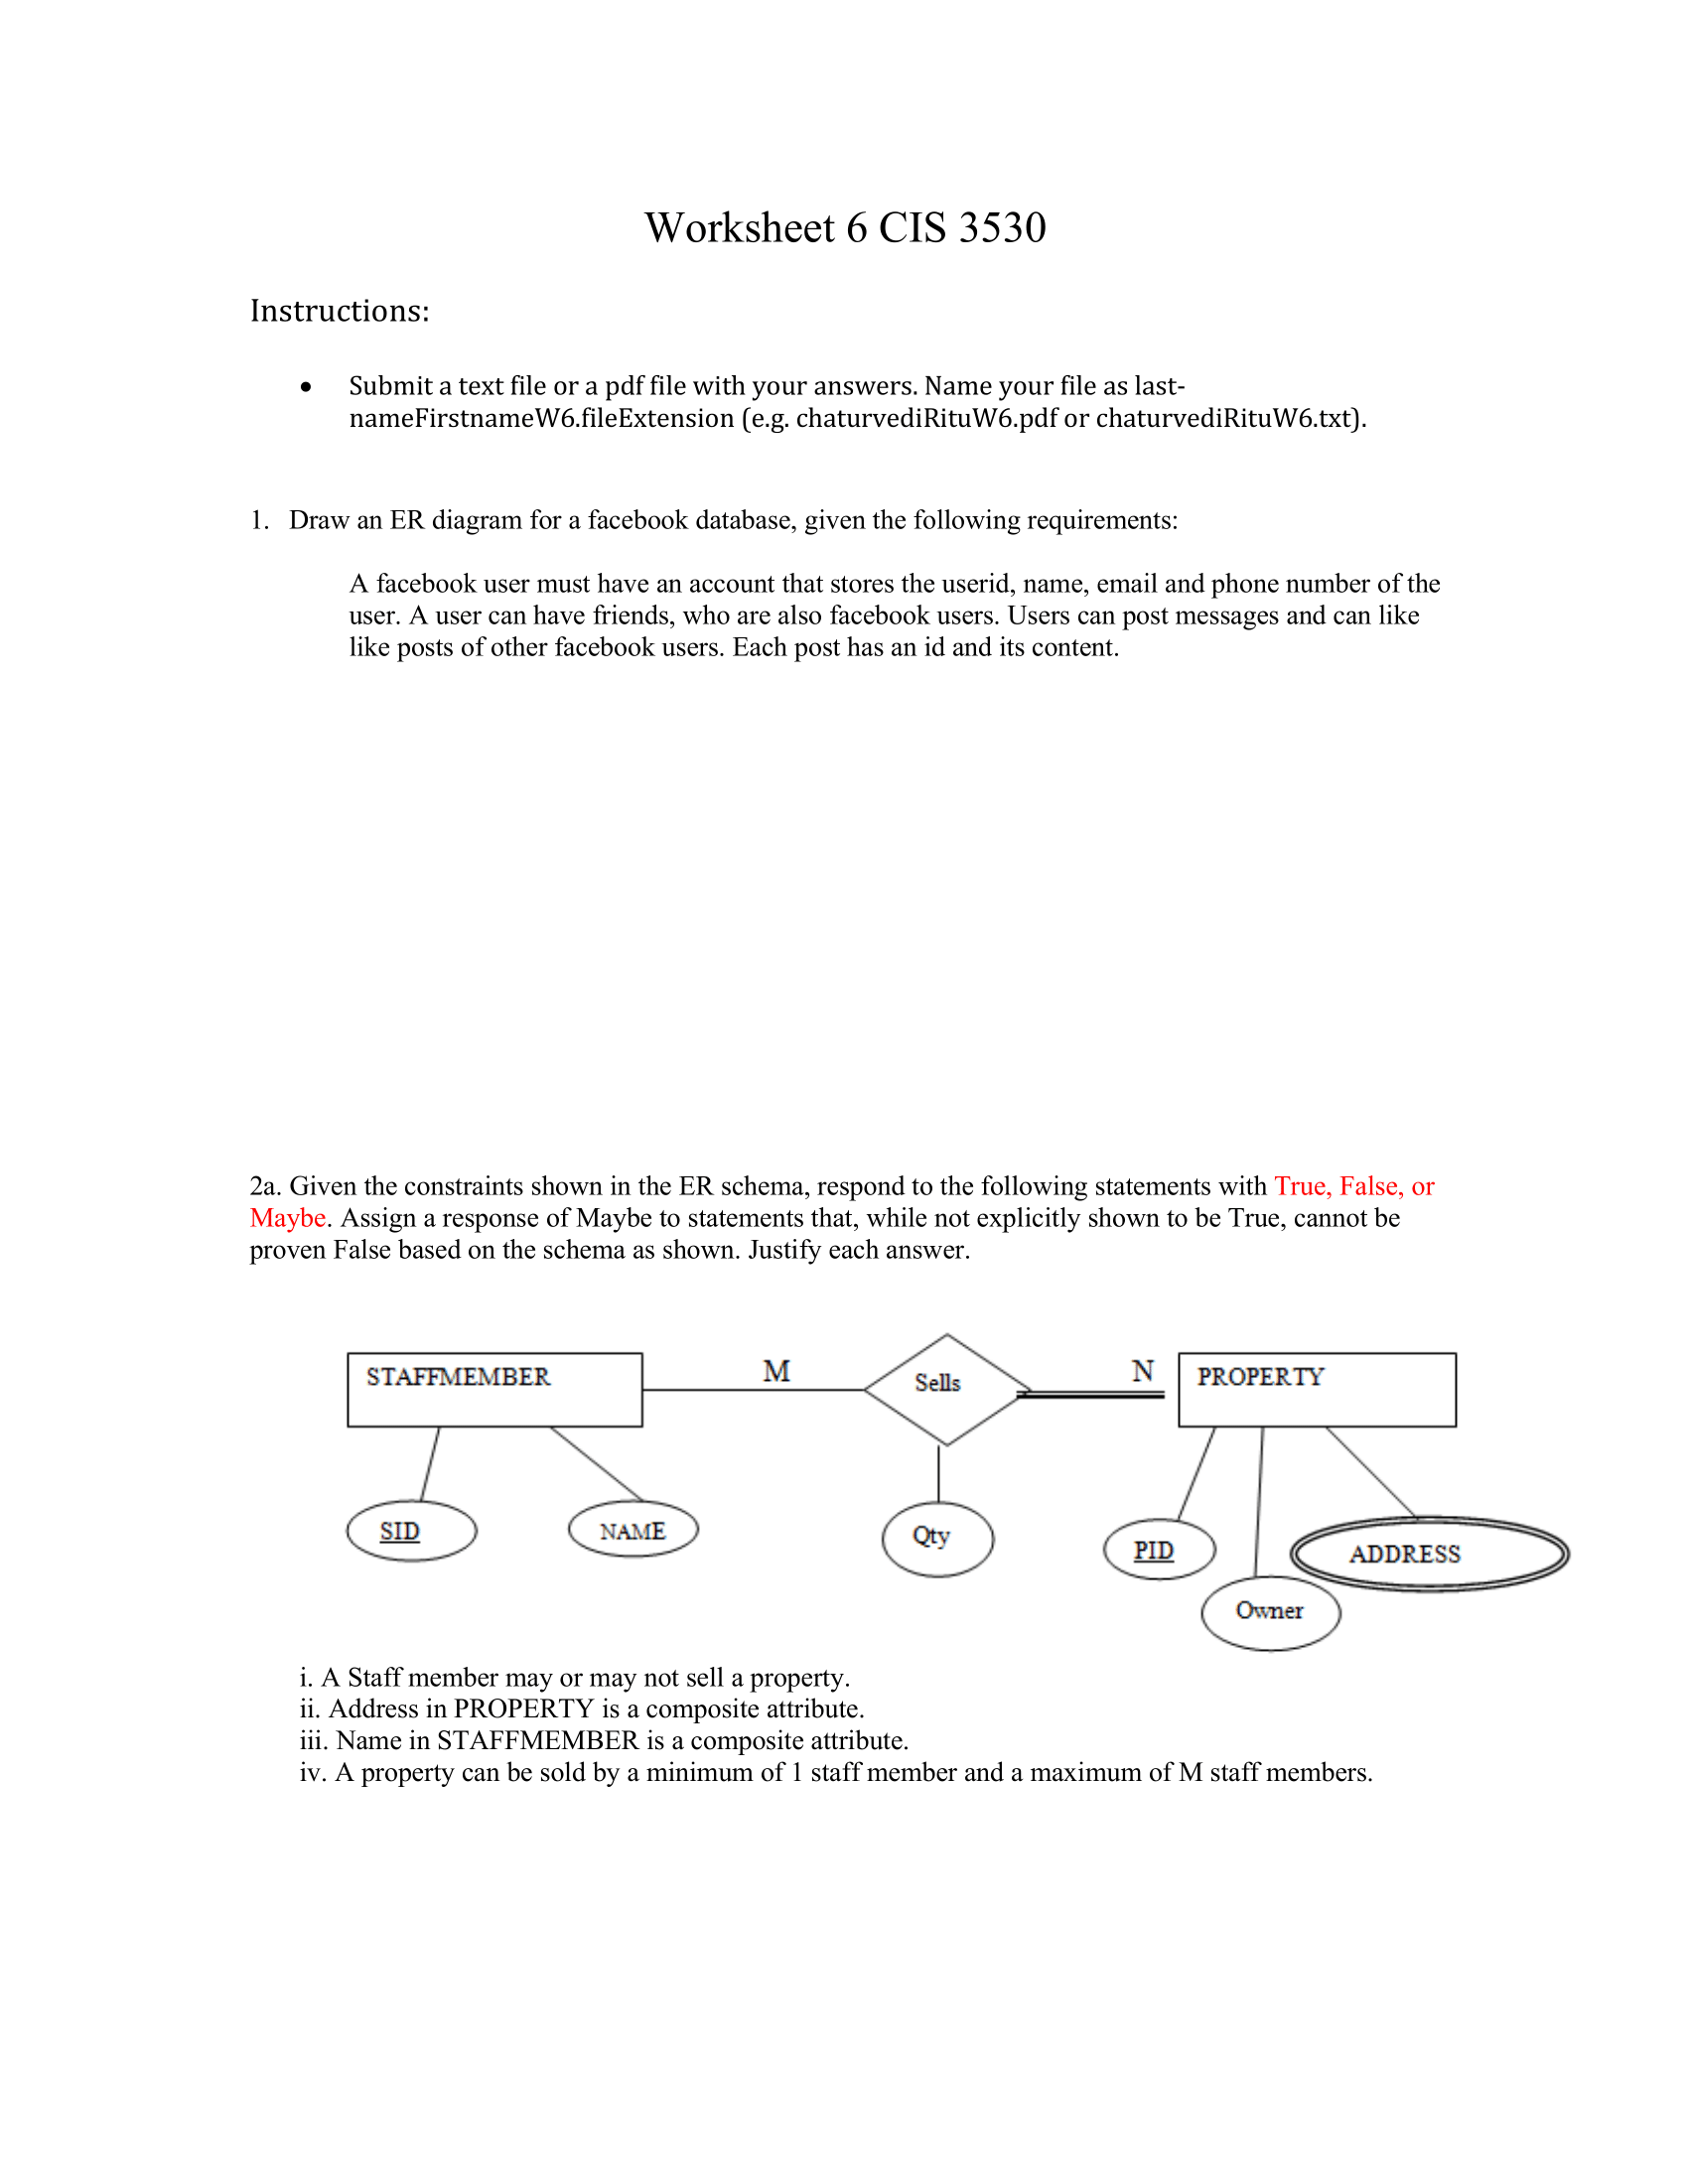 Worksheet 6 CIS 3530
Instructions:
• Submit a text file or a pdf file with your answers. Name your file as last-
nameFirstnameW6.fileExtension (e.g. chaturvediRituW6.pdf or chaturvediRituW6.txt).
1. Draw an ER diagram for a facebook database, given the following requirements:
A facebook user must have an account that stores the userid, name, email and phone number of the
user. A user can have friends, who are also facebook users. Users can post messages and can like
like posts of other facebook users. Each post has an id and its content.
2a. Given the constraints shown in the ER schema, respond to the following statements with True, False, or
Maybe. Assign a response of Maybe to statements that, while not explicitly shown to be True, cannot be
proven False based on the schema as shown. Justify each answer.
STAFFMEMBER
M
Sells
N
PROPERTY
SID
NAME
Qty
PID
ADDRESS
Owner
i. A Staff member may or may not sell a property.
ii. Address in PROPERTY is a composite attribute.
iii. Name in STAFFMEMBER is a composite attribute.
iv. A property can be sold by a minimum of 1 staff member and a maximum of M staff members.